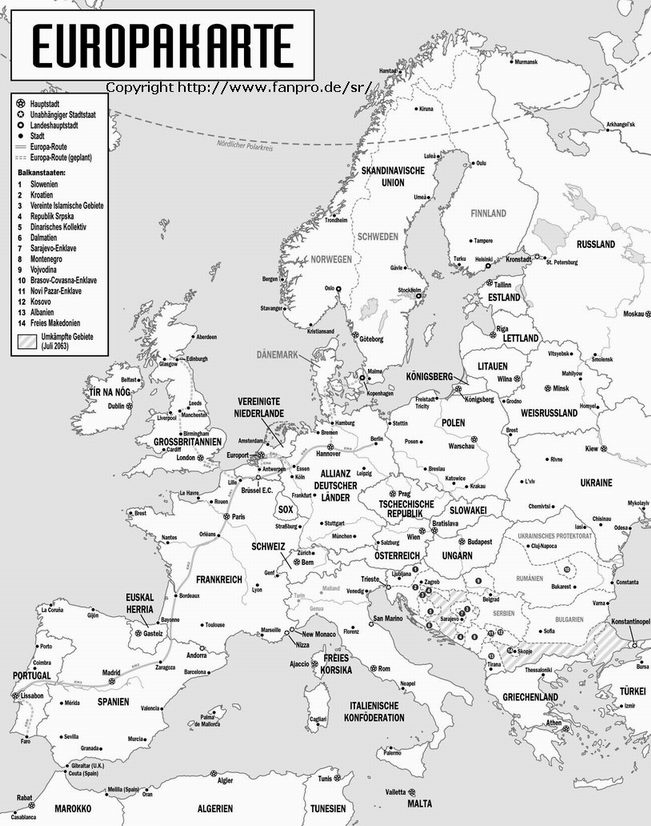 EUROPAKARTE
Copyright http://www.fanpro.de/sr/
Hauptstadt
Unabhängiger Stadtstaat
Landeshauptstadt
Stadt
Europa-Route
Europa-Route (geplant)
Balkanstaaten:
1 Slowenien
2 Kroatien
3 Vereinte Islamische Gebiete
4 Republik Srpska
5 Dinarisches Kollektiv
6 Dalmatien
7 Sarajevo-Enklave
8 Montenegro
9 Vojvodina
10 Brasov-Covasna-Enklave
11 Novi Pazar-Enklave
12 Kosovo
13 Albanien
14 Freies Makedonien
Umkämpfte Gebiete
(Juli 2063)
Nördlicher Polarkreis
Harstad
Murmansk
Kiruna
Arkhangel'sk
Luleå
Oulu
SKANDINAVISCHE
UNION
Umeå
FINNLAND
Trondheim
SCHWEDEN
Tampere
RUSSLAND
NORWEGEN
Gävle
Turku
Helsinki
Kronstadt
St. Petersburg
Bergen
Oslo
Stockholm
Tallinn
ESTLAND
Stavanger
Kristiansand
Moskau
Göteborg
Riga
LETTLAND
Aberdeen
DÄNEMARK
Glasgow
Edinburgh
Malmö
Kopenhagen
KÖNIGSBERG
Königsberg
LITAUEN
Wilna
Vitsyebsk
Smolensk
Mahilyow
Minsk
WEISRUSSLAND
Homyel
Grodno
Brest
Belfast
TÍR NA NÓG
Dublin
Leeds
Liverpool
Manchester
Birmingham
GROSSBRITANIEN
Cardiff
London
VEREINIGTE
NIEDERLANDE
Amsterdam
Europort
Antwerpen
Brüssel E.C.
Lille
Hamburg
Bremen
Hannover
Berlin
Stettin
Freistadt
Tricity
POLEN
Posen
Warschau
Breslau
Katowice
Krakau
Essen
Köln
Leipzig
Frankfurt
ALLIANZ
DEUTSCHER
LÄNDER
SOX
Straßburg
Stuttgart
München
Prag
TSCHECHISCHE
REPUBLIK
SLOWAKEI
Bratislava
Wien
Salzburg
ÖSTERREICH
Budapest
UNGARN
Rivne
Kiew
L'viv
UKRAINE
Chernivtsi
Mykolayiv
Iasi
Chisinau
Odesa
UKRAINISCHES PROTEKTORAT
Cluj-Napoca
RUMÄNIEN
Bukarest
Constanta
Varna
BULGARIEN
Sofia
Konstantinopel
Bursa
TÜRKEI
Izmir
Le Havre
Rouen
Brest
Paris
Orléans
Nantes
SCHWEIZ
Zürich
Bern
Genf
FRANKREICH
Lyon
Bordeaux
Toulouse
Marseille
Nizza
New Monaco
Turin
Mailand
Genua
Venedig
Triest
Ljubljana
Zagreb
Belgrad
SERBIEN
Sarajevo
Skopje
Tirana
Thessaloniki
GRIECHENLAND
Athen
Florenz
San Marino
Ajaccio
FREIES
KORSIKA
Rom
Neapel
ITALIENISCHE
KONFÖDERATION
Cagliari
Palermo
Valletta
MALTA
EUSKAL
HERRIA
Bayonne
Gasteiz
Andorra
La Coruña
Gijón
Porto
Coimbra
PORTUGAL
Lissabon
Faro
Madrid
SPANIEN
Zaragoza
Barcelona
Mérida
Valencia
Palma
de Mallorca
Sevilla
Murcia
Granada
Gibraltar (U.K.)
Ceuta (Spain)
Melilla (Spain)
Oran
Algier
Tunis
Rabat
Casablanca
MAROKKO
ALGERIEN
TUNESIEN